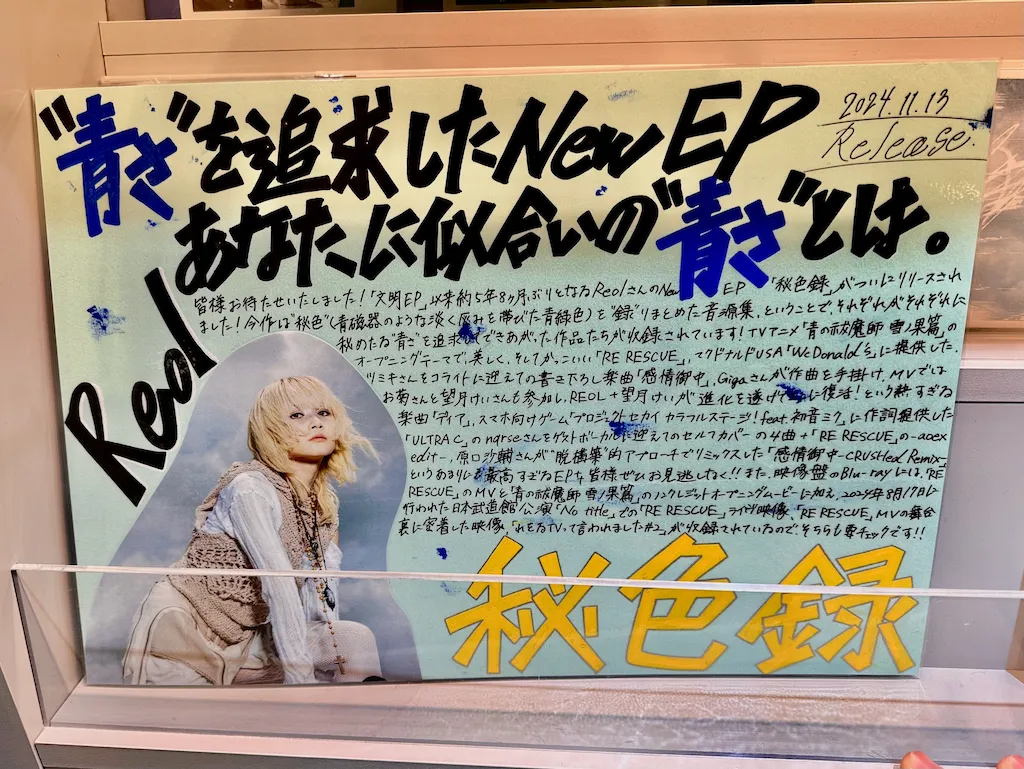 "青さ"を追求したNew EP
2024.11.13
Release.
あなたに似合いの"青さ"とは。
Reol
皆様お待たせいたしました！「文明EP」以来約5年8ヶ月ぶりとなるReolさんのNew EP 「秘色録」がついにリリースされ
ました！今作は"秘色"(青磁器のような淡く灰みを帯びた青緑色)を"録"りまとめた音源集、ということで、それぞれがそれぞれに
秘めたる"青さ"を追求してできあがった作品たちが収録されています！TVアニメ「青の祓魔師 雪ノ果篇」の
オープニングテーマで、美しく、そしてかっこいい「RE RESCUE」、マクドナルドUSA「WcDonald's」に提供した、
ツミキさんをコライトに迎えての書き下ろし楽曲「感情御中」、Gigaさんが作曲を手掛け、MVでは
お菊さんと望月けいさんも参加し、REOL+望月けいが進化を遂げて に復活！という熱すぎる
楽曲「ディア」、スマホ向けゲーム「プロジェクトセカイ カラフルステージ！feat. 初音ミク」に作詞提供した
「ULTRA C」のnqrseさんをゲストボーカルに迎えてのセルフカバーの4曲+「RE RESCUE」の-aoex
edit-、原口沙輔さんが"脱構築"的アプローチでリミックスした「感情御中-CRUSHed Remix-」
というあまりにも最高すぎるEP、皆様ぜひお見逃しなく!!また、映像盤のBlu-rayには、「RE
RESCUE」のMVと「青の祓魔師 雪ノ果篇」のノンクレジットオープニングムービーに加え、2024年8月17日に
行われた日本武道館公演「No title」での「RE RESCUE」ライブ映像、「RE RESCUE」MVの舞台
裏に密着した映像、「れをるTV、って言われました#2」が収録されているので、そちらも要チェックです!!
秘色録